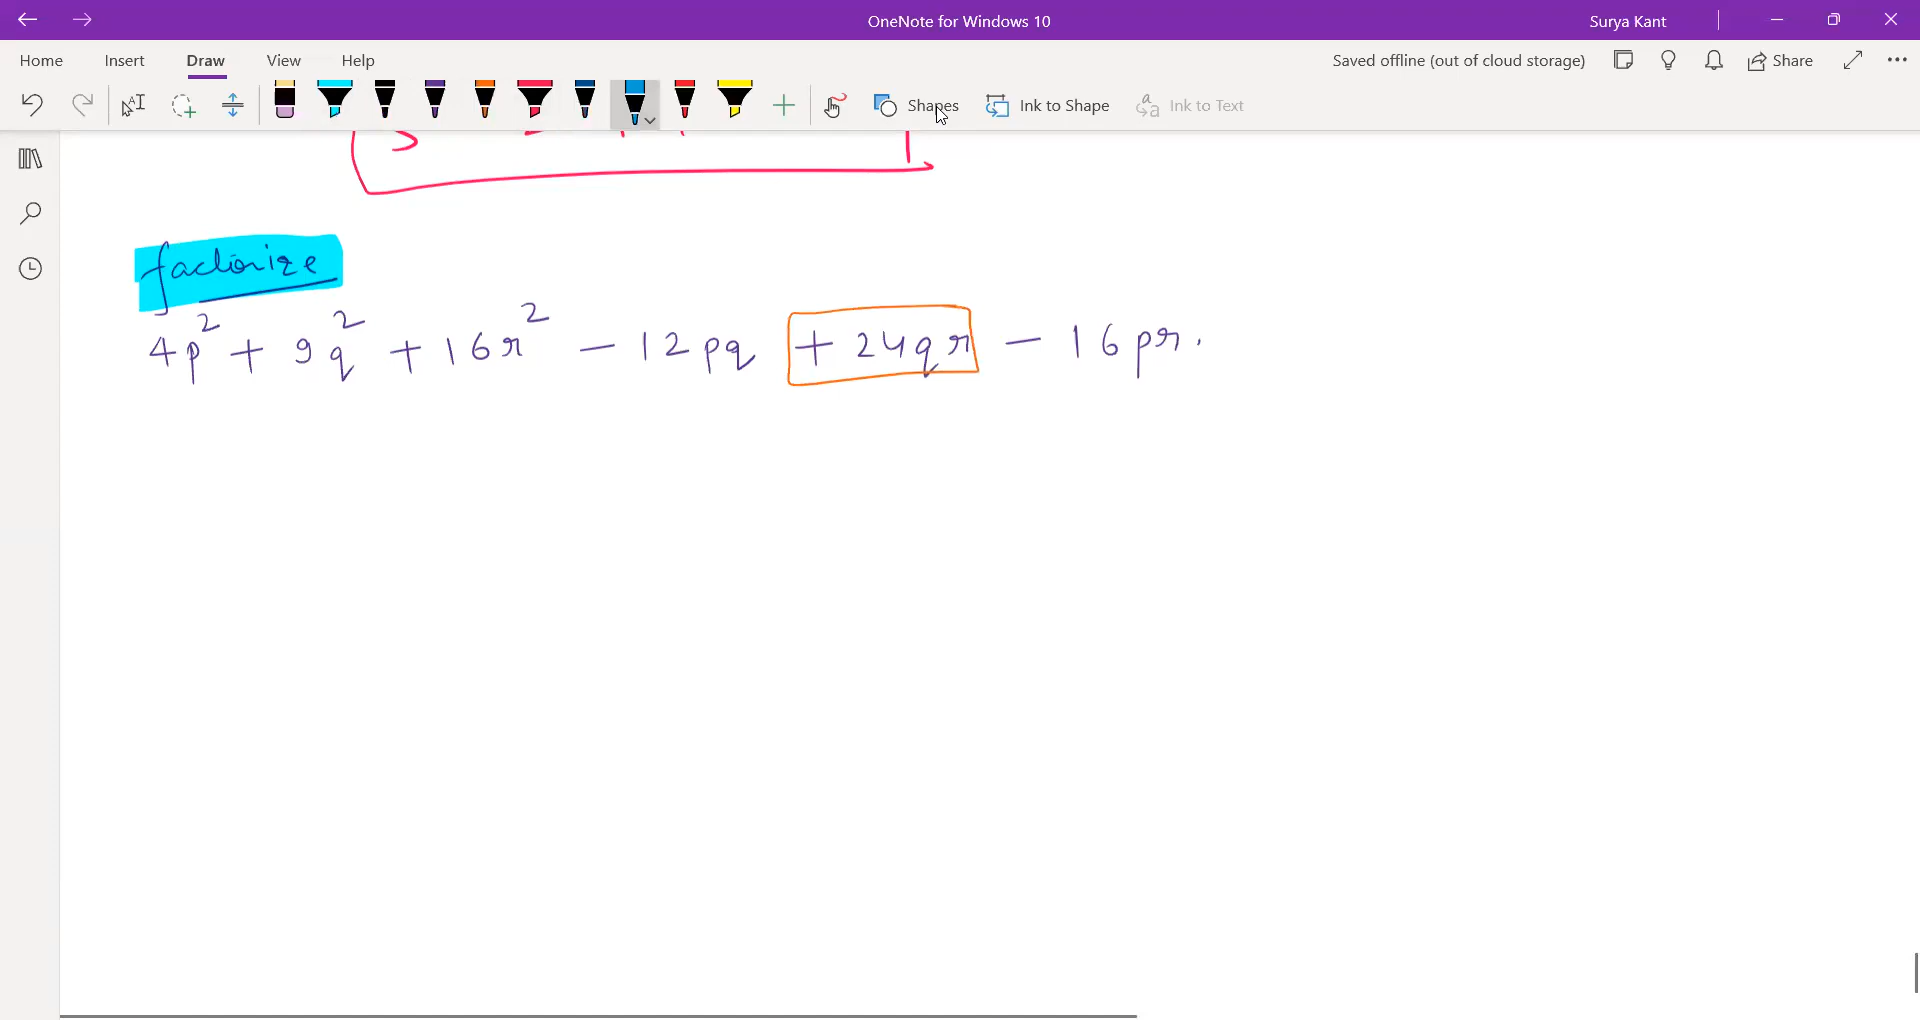 OneNote for Windows 10
Surya Kant
Home Insert Draw View Help
Saved offline (out of cloud storage)
Share
Shapes
Ink to Shape
Ink to Text
factorize
4p² + 9q² + 16r² - 12pq + 24qr - 16pr.